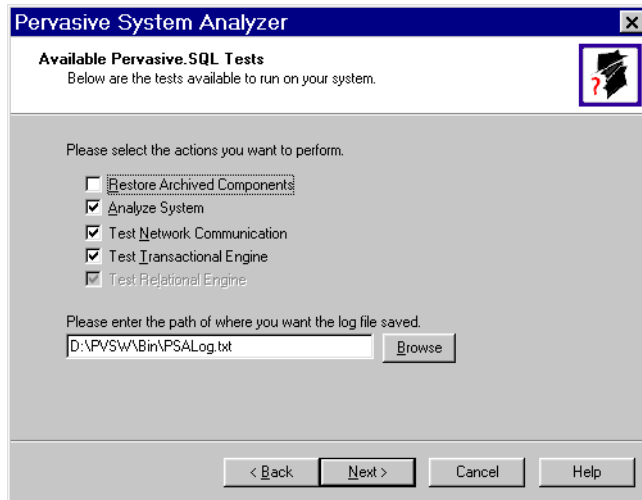 Pervasive System Analyzer
Available Pervasive.SQL Tests
Below are the tests available to run on your system.
?
Please select the actions you want to perform.
Restore Archived Components
Analyze System
Test Network Communication
Test Transactional Engine
Test Relational Engine
Please enter the path of where you want the log file saved.
D:\PVSW\Bin\PSALog.txt
Browse
< Back
Next >
Cancel
Help